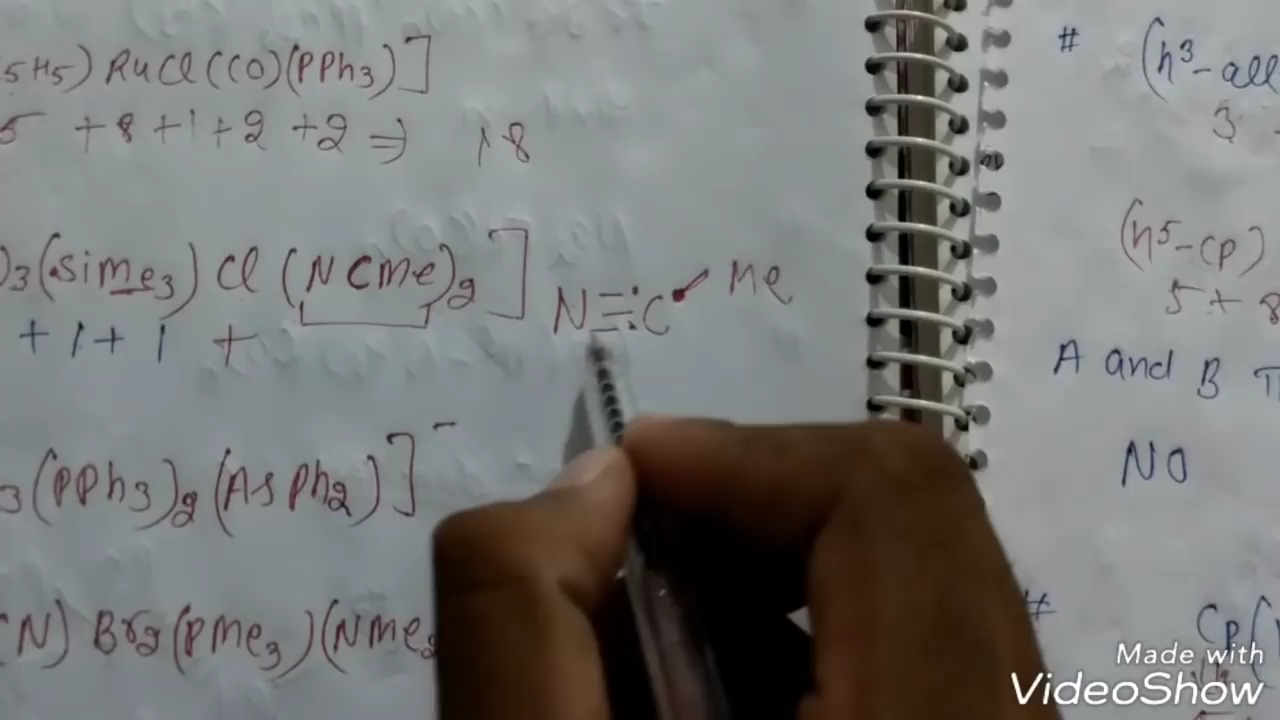 5H5) RuCl(CO)(PPh3)]
5 +8+1+2 +2 ⇒ 18
)3(SiMe3) Cl (NCMe)2]
N≡C Me
+ 1 + 1 +
3(PPh3)2(AsPh2)]⁻
N) Br2(PMe3)(NMe2
# (h³-all
3
(h⁵-CP)
5 + 8
A and B T
NO
# CP(
Made with
VideoShow